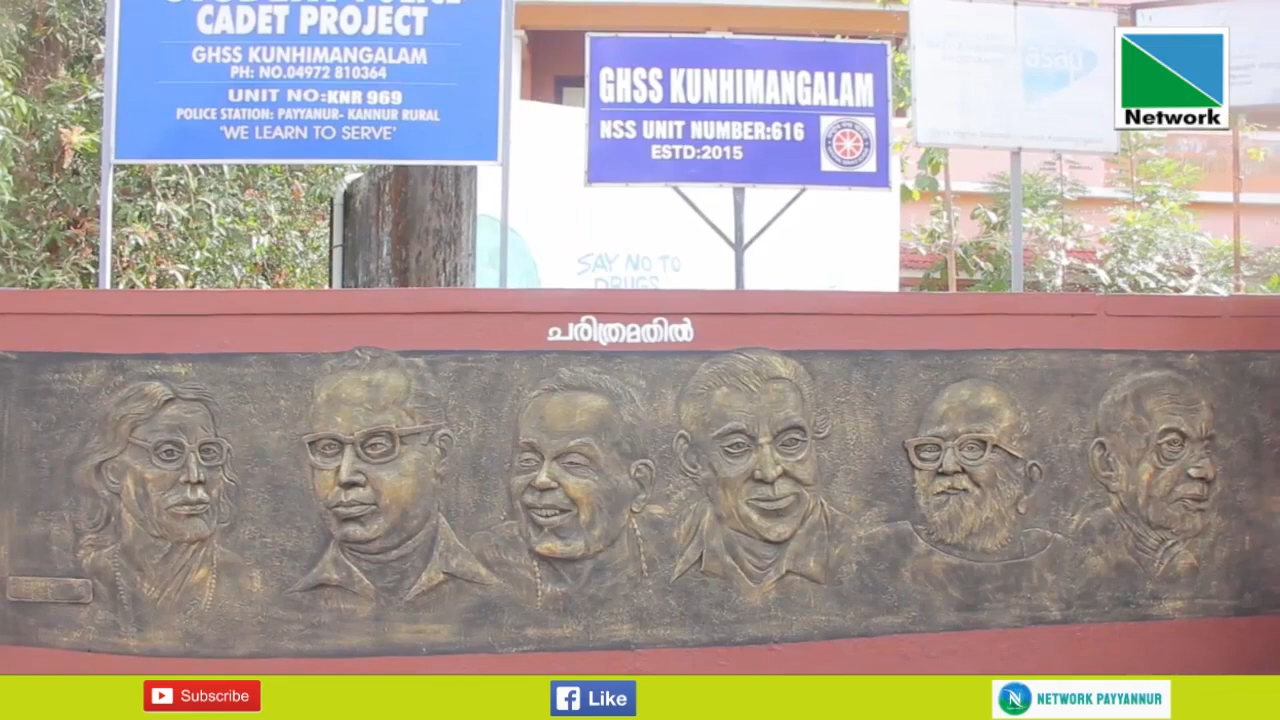 CADET PROJECT
GHSS KUNHIMANGALAM
PH: NO.04972 810364
UNIT NO:KNR 969
POLICE STATION: PAYYANUR- KANNUR RURAL
'WE LEARN TO SERVE'
GHSS KUNHIMANGALAM
NSS UNIT NUMBER:616
ESTD:2015
asap
Network
SAY NO TO
DRUGS
ചരിത്രമതിൽ
Subscribe
Like
NETWORK PAYYANNUR